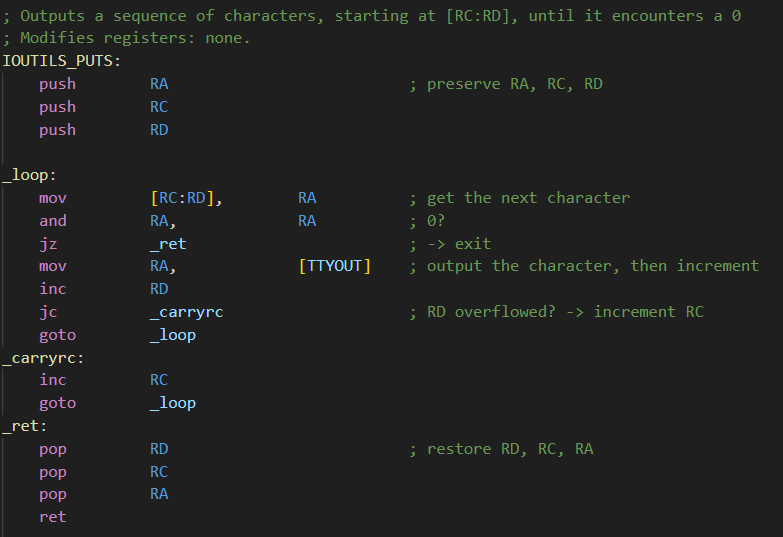 ; Outputs a sequence of characters, starting at [RC:RD], until it encounters a 0
; Modifies registers: none.
IOUTILS_PUTS:
    push        RA                          ; preserve RA, RC, RD
    push        RC
    push        RD

_loop:
    mov         [RC:RD],        RA          ; get the next character
    and         RA,             RA          ; 0?
    jz          _ret                        ; -> exit
    mov         RA,             [TTYOUT]    ; output the character, then increment
    inc         RD
    jc          _carryrc                    ; RD overflowed? -> increment RC
    goto        _loop
_carryrc:
    inc         RC
    goto        _loop
_ret:
    pop         RD                          ; restore RD, RC, RA
    pop         RC
    pop         RA
    ret